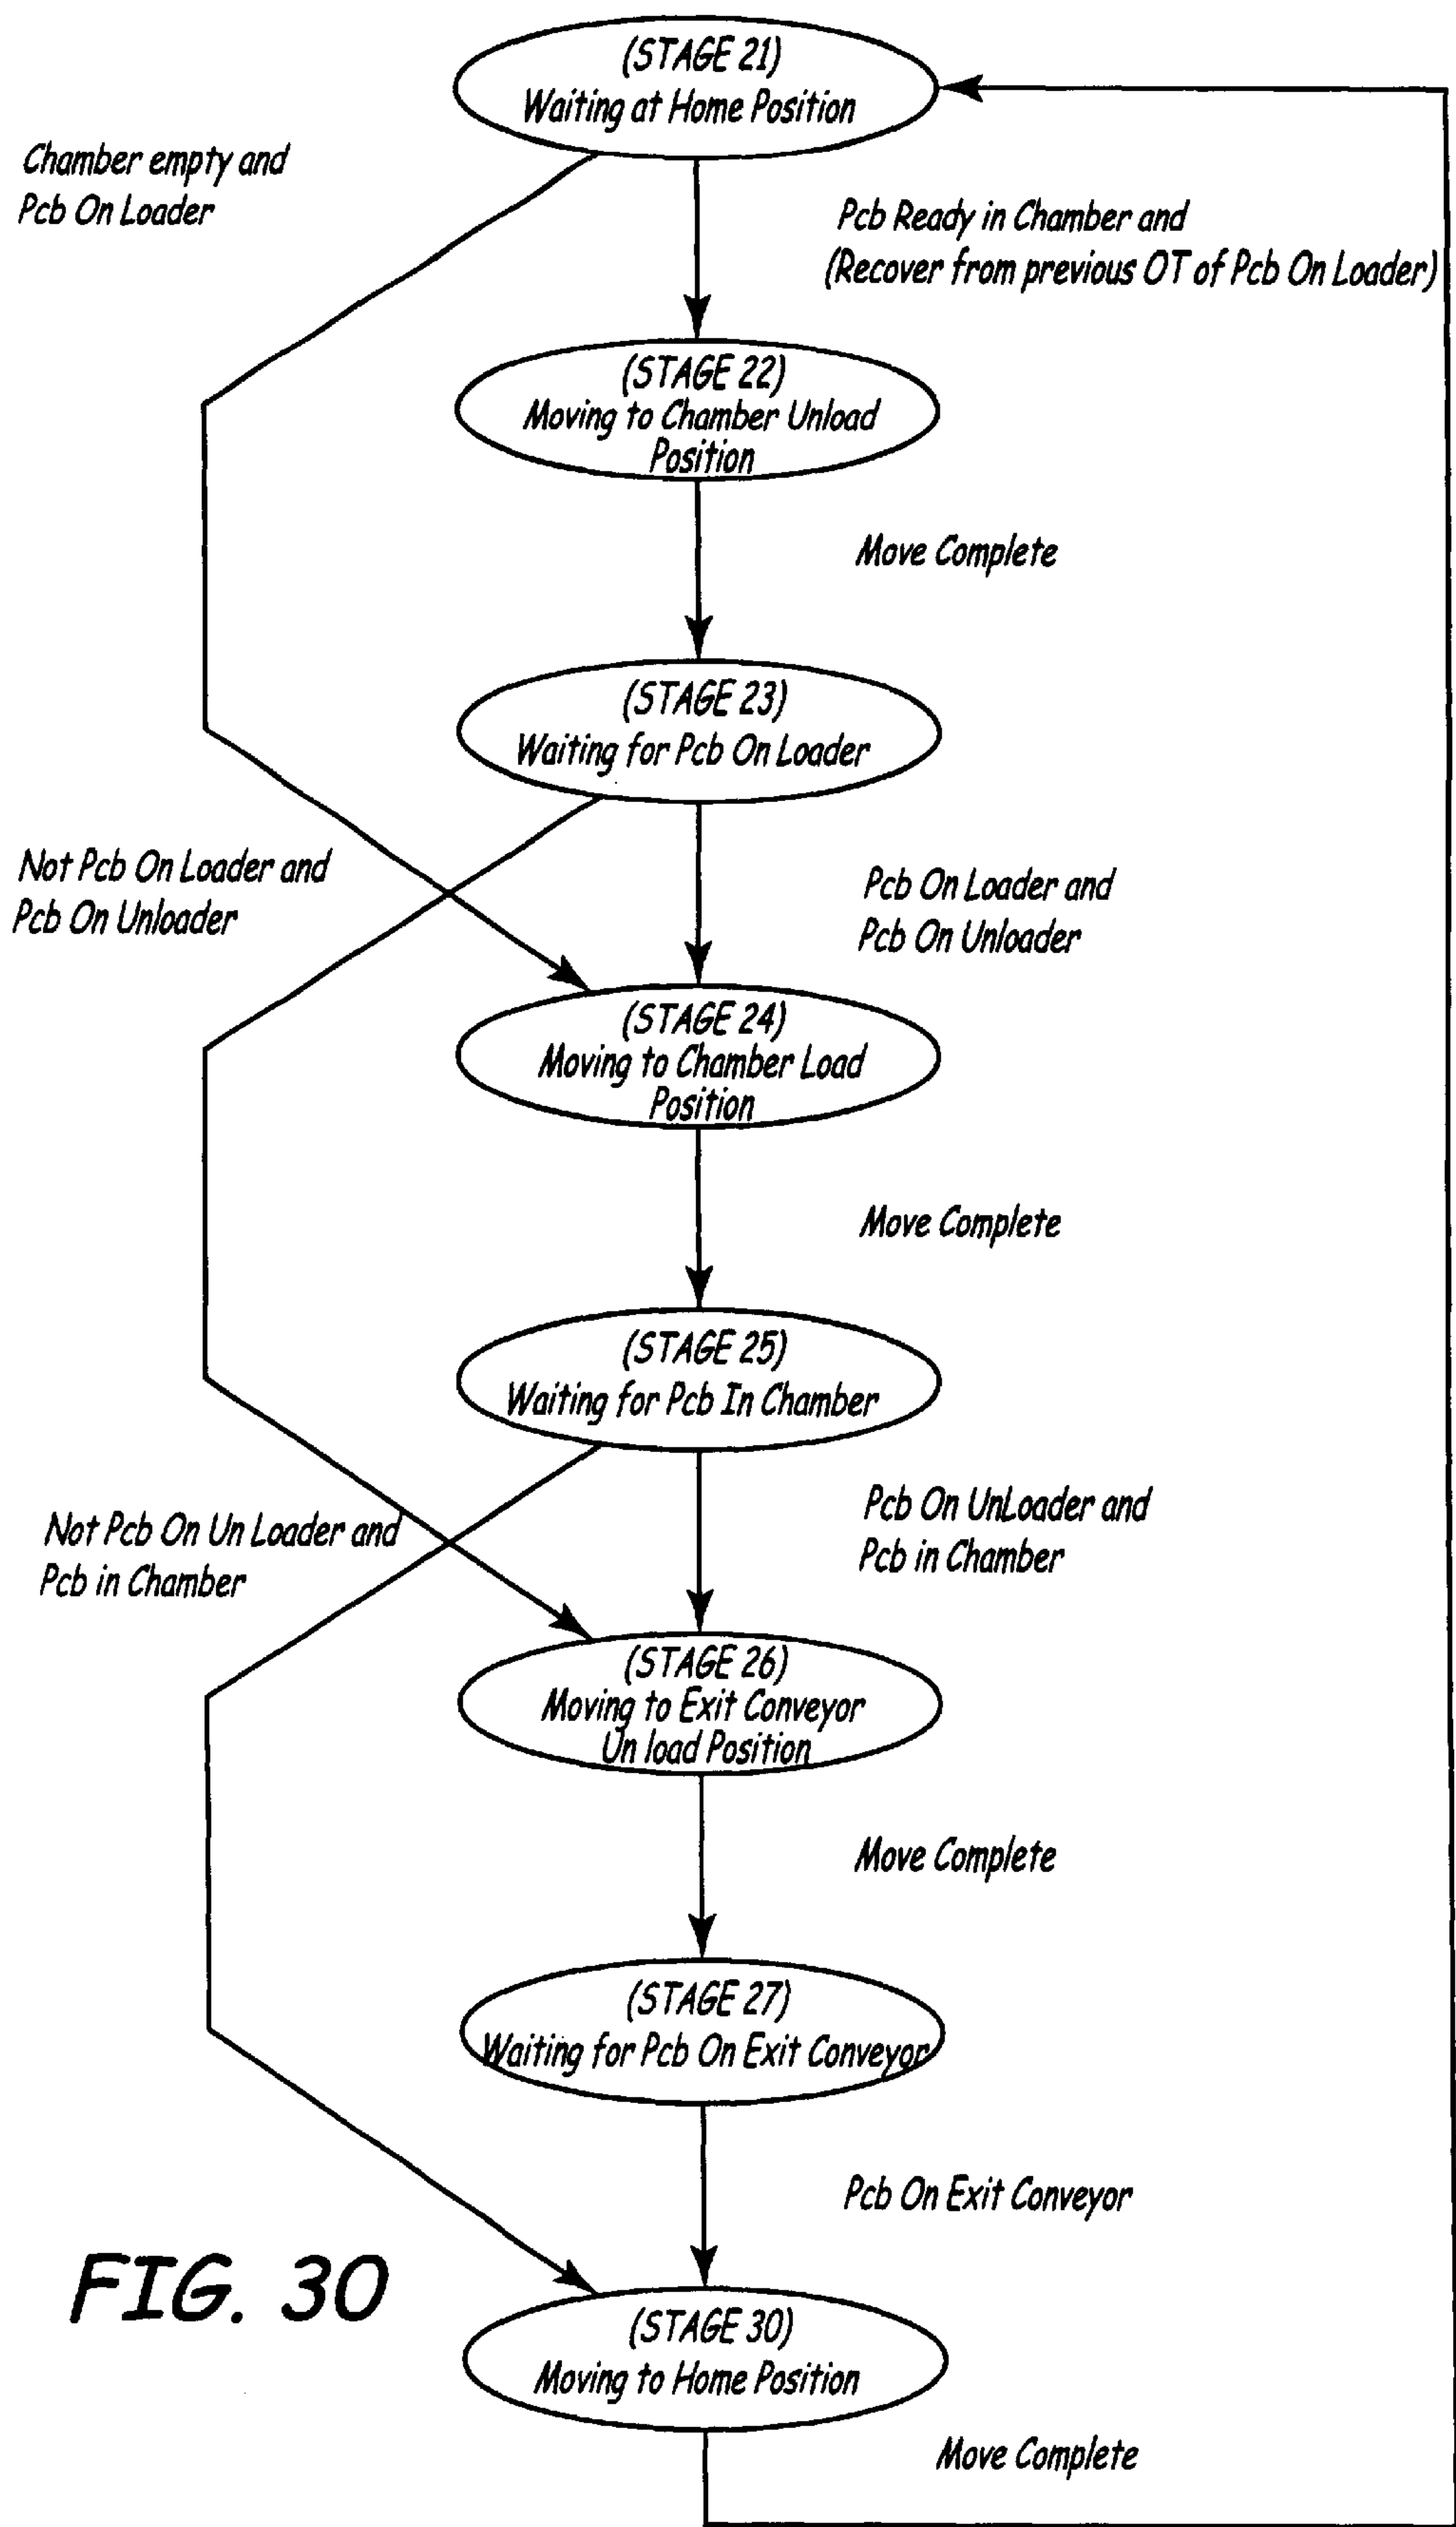 (STAGE 21)
Waiting at Home Position
Chamber empty and
Pcb On Loader
Pcb Ready in Chamber and
(Recover from previous OT of Pcb On Loader)
(STAGE 22)
Moving to Chamber Unload
Position
Move Complete
(STAGE 23)
Waiting for Pcb On Loader
Not Pcb On Loader and
Pcb On Unloader
Pcb On Loader and
Pcb On Unloader
(STAGE 24)
Moving to Chamber Load
Position
Move Complete
(STAGE 25)
Waiting for Pcb In Chamber
Not Pcb On Un Loader and
Pcb in Chamber
Pcb On UnLoader and
Pcb in Chamber
(STAGE 26)
Moving to Exit Conveyor
Un load Position
Move Complete
(STAGE 27)
Waiting for Pcb On Exit Conveyor
Pcb On Exit Conveyor
FIG. 30
(STAGE 30)
Moving to Home Position
Move Complete